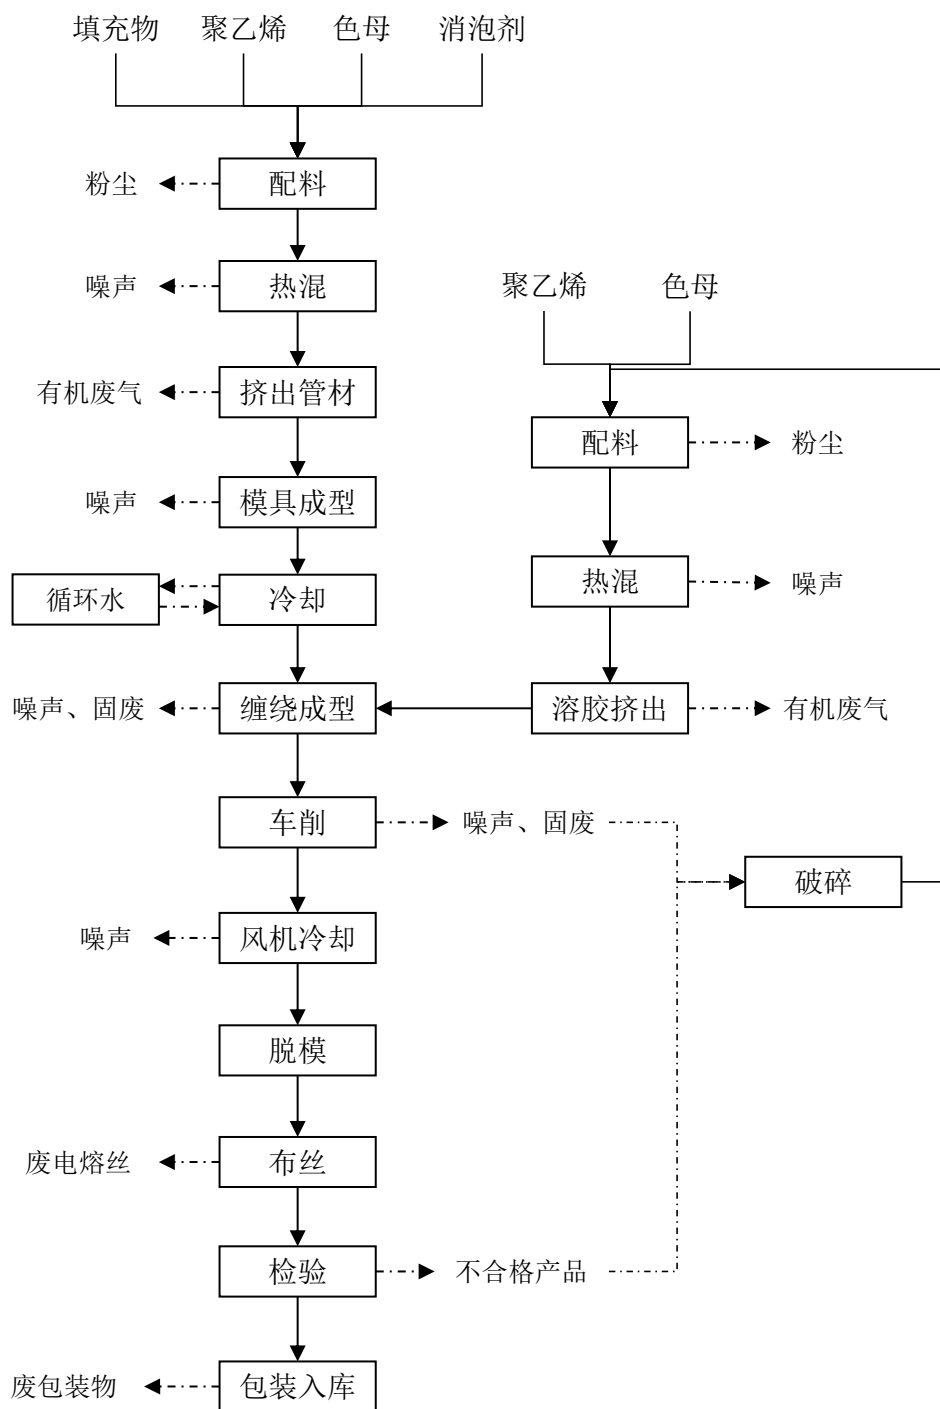 填充物 聚乙烯 色母 消泡剂
粉尘 配料
噪声 热混
聚乙烯 色母
有机废气 挤出管材
配料 粉尘
噪声 模具成型
热混 噪声
循环水 冷却
噪声、固废 缠绕成型 溶胶挤出 有机废气
车削 噪声、固废
破碎
噪声 风机冷却
脱模
废电熔丝 布丝
检验 不合格产品
废包装物 包装入库